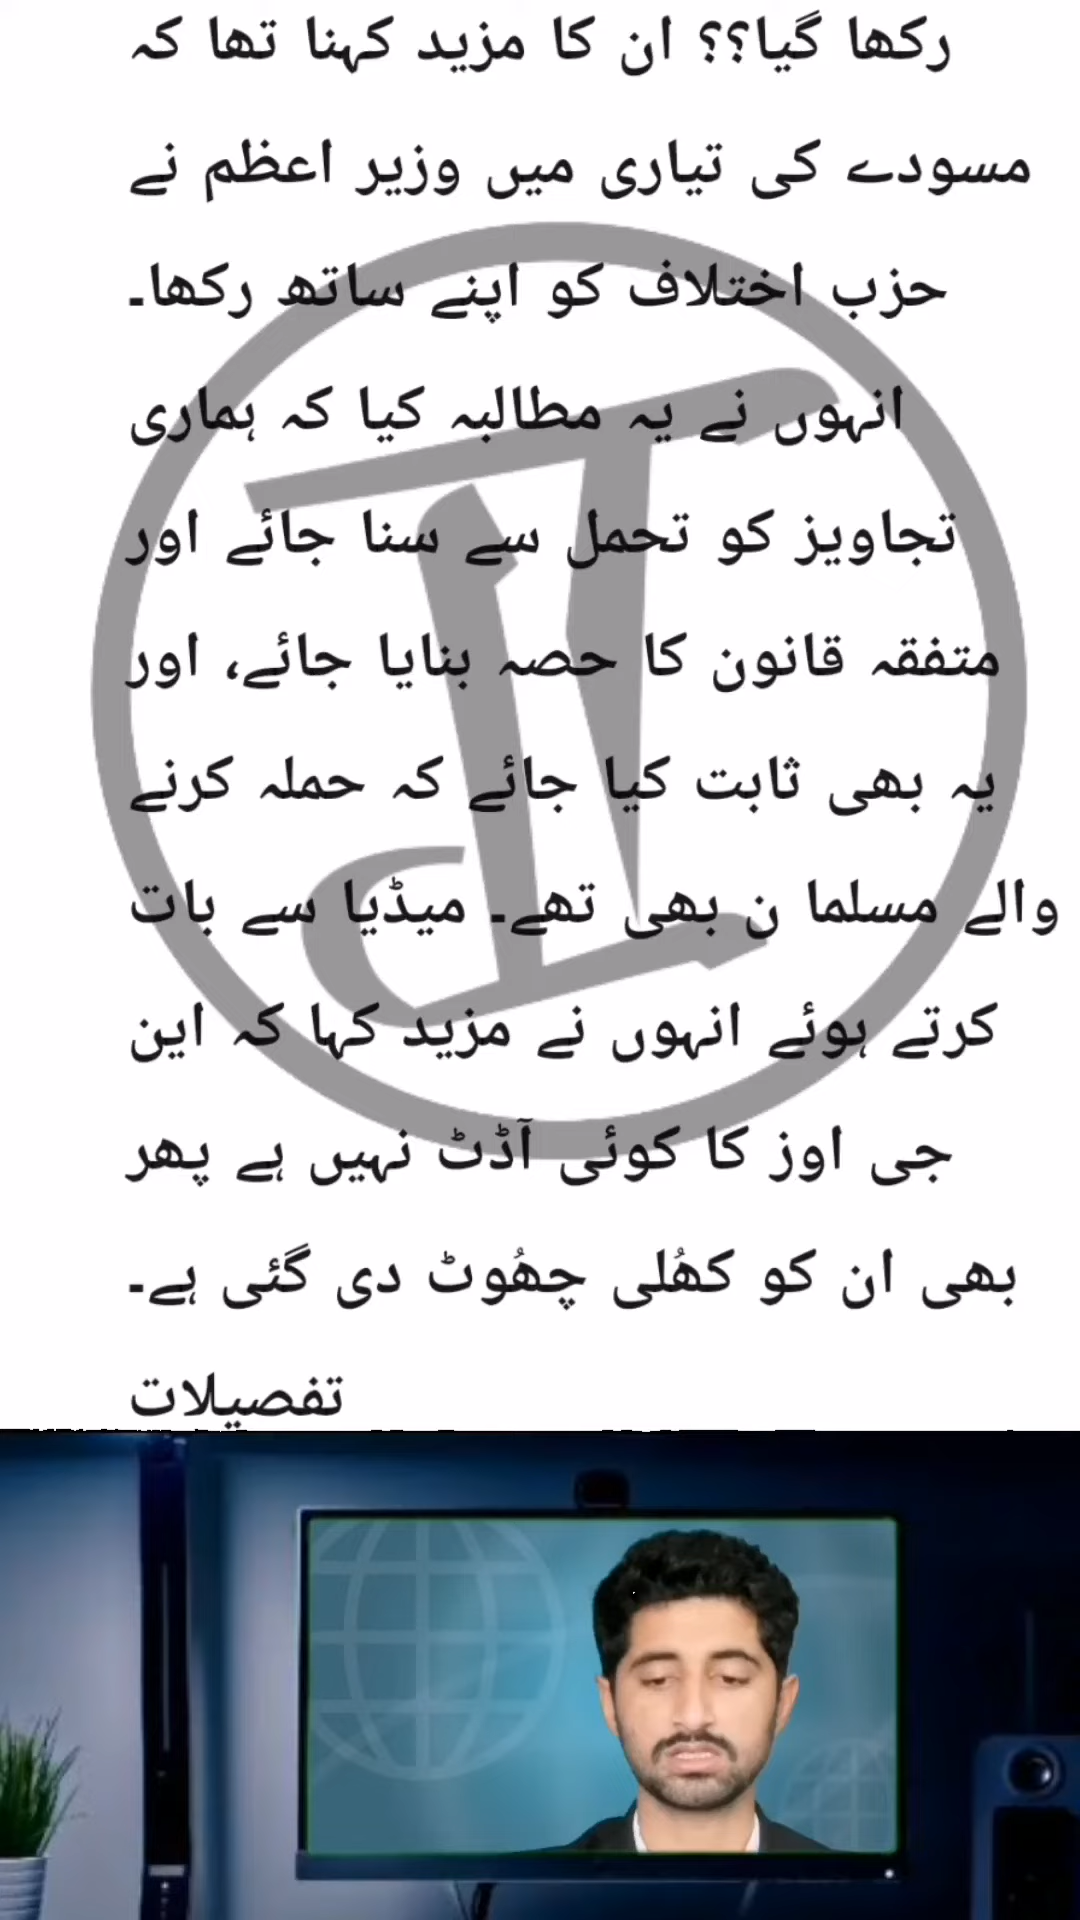 رکھا گیا؟؟ ان کا مزید کہنا تھا کہ
مسودے کی تیاری میں وزیر اعظم نے
حزب اختلاف کو اپنے ساتھ رکھا۔
انہوں نے یہ مطالبہ کیا کہ ہماری
تجاویز کو تحمل سے سنا جائے اور
متفقہ قانون کا حصہ بنایا جائے، اور
یہ بھی ثابت کیا جائے کہ حملہ کرنے
والے مسلما ن بھی تھے۔ میڈیا سے بات
کرتے ہوئے انہوں نے مزید کہا کہ این
جی اوز کا کوئی آڈٹ نہیں ہے پھر
بھی ان کو کھُلی چھُوٹ دی گئی ہے۔
تفصیلات